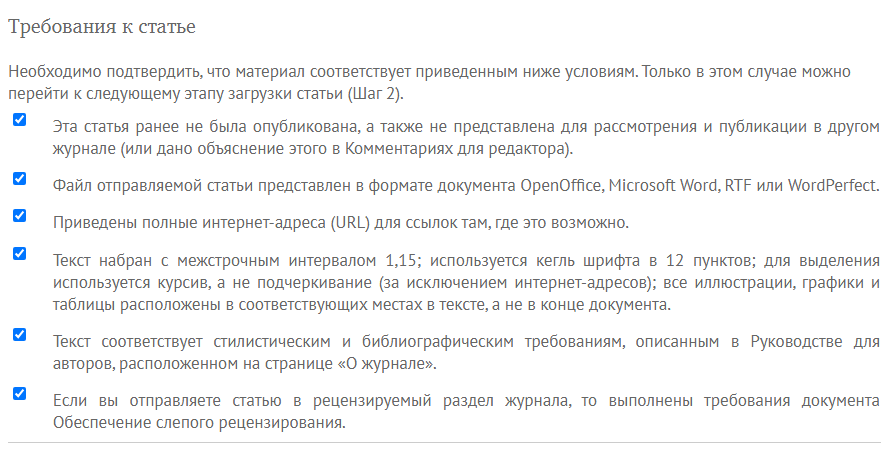 Требования к статье
Необходимо подтвердить, что материал соответствует приведенным ниже условиям. Только в этом случае можно
перейти к следующему этапу загрузки статьи (Шаг 2).
Эта статья ранее не была опубликована, а также не представлена для рассмотрения и публикации в другом
журнале (или дано объяснение этого в Комментариях для редактора).
Файл отправляемой статьи представлен в формате документа OpenOffice, Microsoft Word, RTF или WordPerfect.
Приведены полные интернет-адреса (URL) для ссылок там, где это возможно.
Текст набран с межстрочным интервалом 1,15; используется кегль шрифта в 12 пунктов; для выделения
используется курсив, а не подчеркивание (за исключением интернет-адресов); все иллюстрации, графики и
таблицы расположены в соответствующих местах в тексте, а не в конце документа.
Текст соответствует стилистическим и библиографическим требованиям, описанным в Руководстве для
авторов, расположенном на странице «О журнале».
Если вы отправляете статью в рецензируемый раздел журнала, то выполнены требования документа
Обеспечение слепого рецензирования.